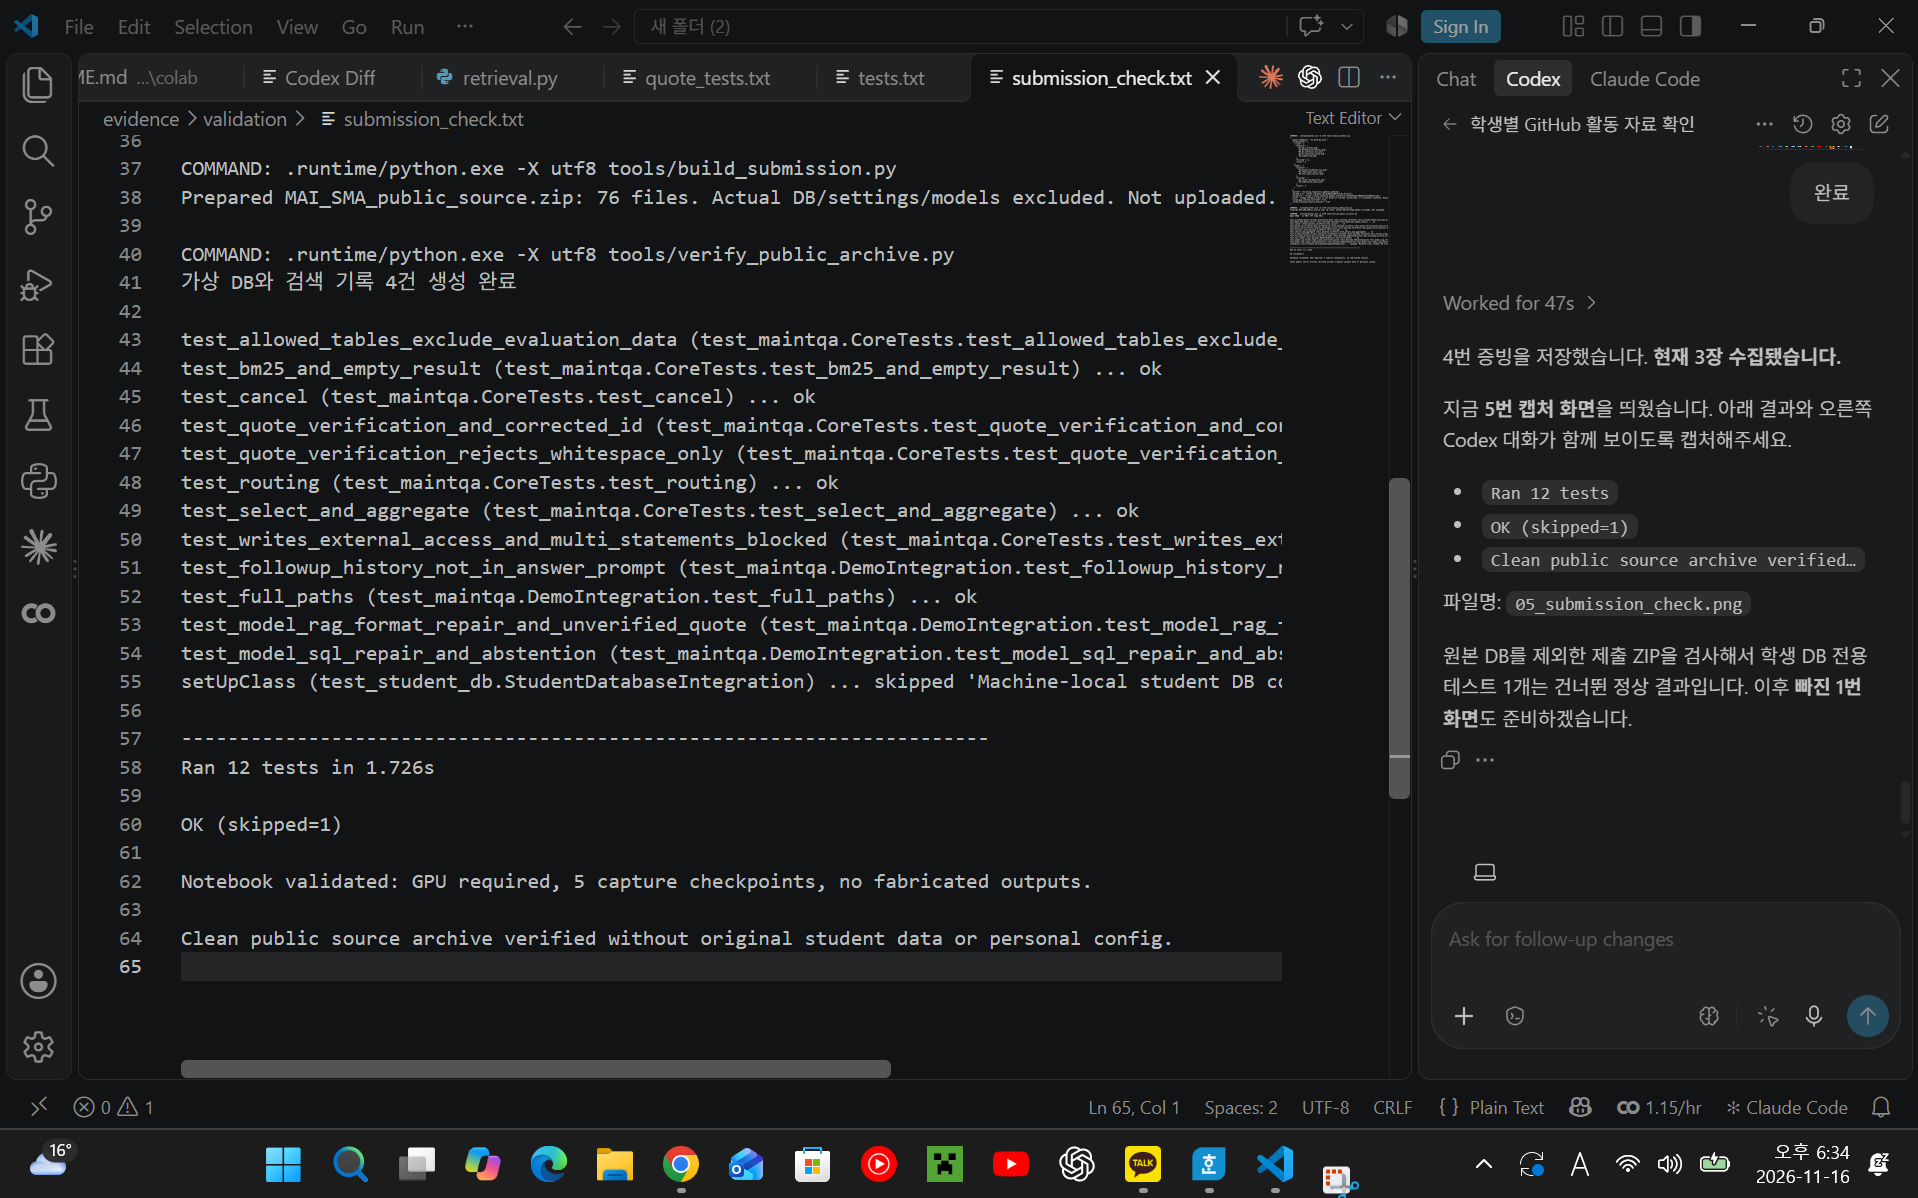 File Edit Selection View Go Run ··· 새 폴더 (2) Sign In
ME.md ...\colab Codex Diff retrieval.py quote_tests.txt tests.txt submission_check.txt
evidence > validation > submission_check.txt Text Editor
36
37 COMMAND: .runtime/python.exe -X utf8 tools/build_submission.py
38 Prepared MAI_SMA_public_source.zip: 76 files. Actual DB/settings/models excluded. Not uploaded.
39
40 COMMAND: .runtime/python.exe -X utf8 tools/verify_public_archive.py
41 가상 DB와 검색 기록 4건 생성 완료
42
43 test_allowed_tables_exclude_evaluation_data (test_maintqa.CoreTests.test_allowed_tables_exclude_
44 test_bm25_and_empty_result (test_maintqa.CoreTests.test_bm25_and_empty_result) ... ok
45 test_cancel (test_maintqa.CoreTests.test_cancel) ... ok
46 test_quote_verification_and_corrected_id (test_maintqa.CoreTests.test_quote_verification_and_cor
47 test_quote_verification_rejects_whitespace_only (test_maintqa.CoreTests.test_quote_verification_
48 test_routing (test_maintqa.CoreTests.test_routing) ... ok
49 test_select_and_aggregate (test_maintqa.CoreTests.test_select_and_aggregate) ... ok
50 test_writes_external_access_and_multi_statements_blocked (test_maintqa.CoreTests.test_writes_ext
51 test_followup_history_not_in_answer_prompt (test_maintqa.DemoIntegration.test_followup_history_n
52 test_full_paths (test_maintqa.DemoIntegration.test_full_paths) ... ok
53 test_model_rag_format_repair_and_unverified_quote (test_maintqa.DemoIntegration.test_model_rag_
54 test_model_sql_repair_and_abstention (test_maintqa.DemoIntegration.test_model_sql_repair_and_abs
55 setUpClass (test_student_db.StudentDatabaseIntegration) ... skipped 'Machine-local student DB co
56
57 ----------------------------------------------------------------------
58 Ran 12 tests in 1.726s
59
60 OK (skipped=1)
61
62 Notebook validated: GPU required, 5 capture checkpoints, no fabricated outputs.
63
64 Clean public source archive verified without original student data or personal config.
65
Chat Codex Claude Code
학생별 GitHub 활동 자료 확인
완료
Worked for 47s
4번 증빙을 저장했습니다. 현재 3장 수집됐습니다.
지금 5번 캡처 화면을 띄웠습니다. 아래 결과와 오른쪽
Codex 대화가 함께 보이도록 캡처해주세요.
• Ran 12 tests
• OK (skipped=1)
• Clean public source archive verified…
파일명: 05_submission_check.png
원본 DB를 제외한 제출 ZIP을 검사해서 학생 DB 전용
테스트 1개는 건너뛴 정상 결과입니다. 이후 빠진 1번
화면도 준비하겠습니다.
Ask for follow-up changes
0 1 Ln 65, Col 1 Spaces: 2 UTF-8 CRLF { } Plain Text 1.15/hr Claude Code
16° TALK 호 A 오후 6:34
2026-11-16